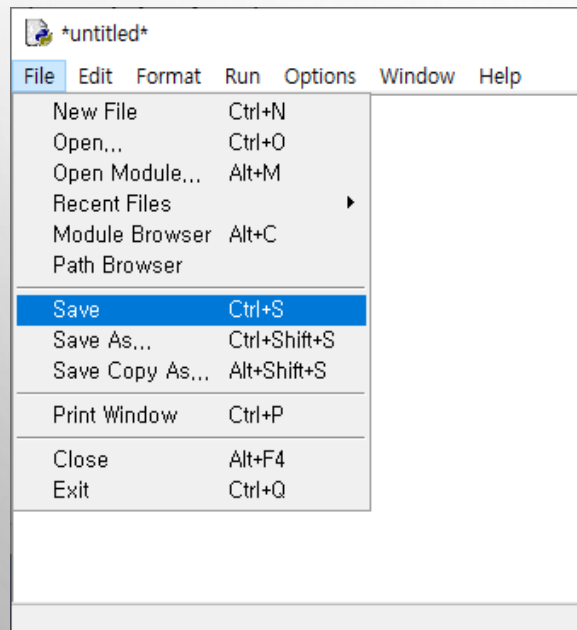 *untitled*
File Edit Format Run Options Window Help
New File Ctrl+N
Open... Ctrl+O
Open Module... Alt+M
Recent Files
Module Browser Alt+C
Path Browser
Save Ctrl+S
Save As... Ctrl+Shift+S
Save Copy As... Alt+Shift+S
Print Window Ctrl+P
Close Alt+F4
Exit Ctrl+Q